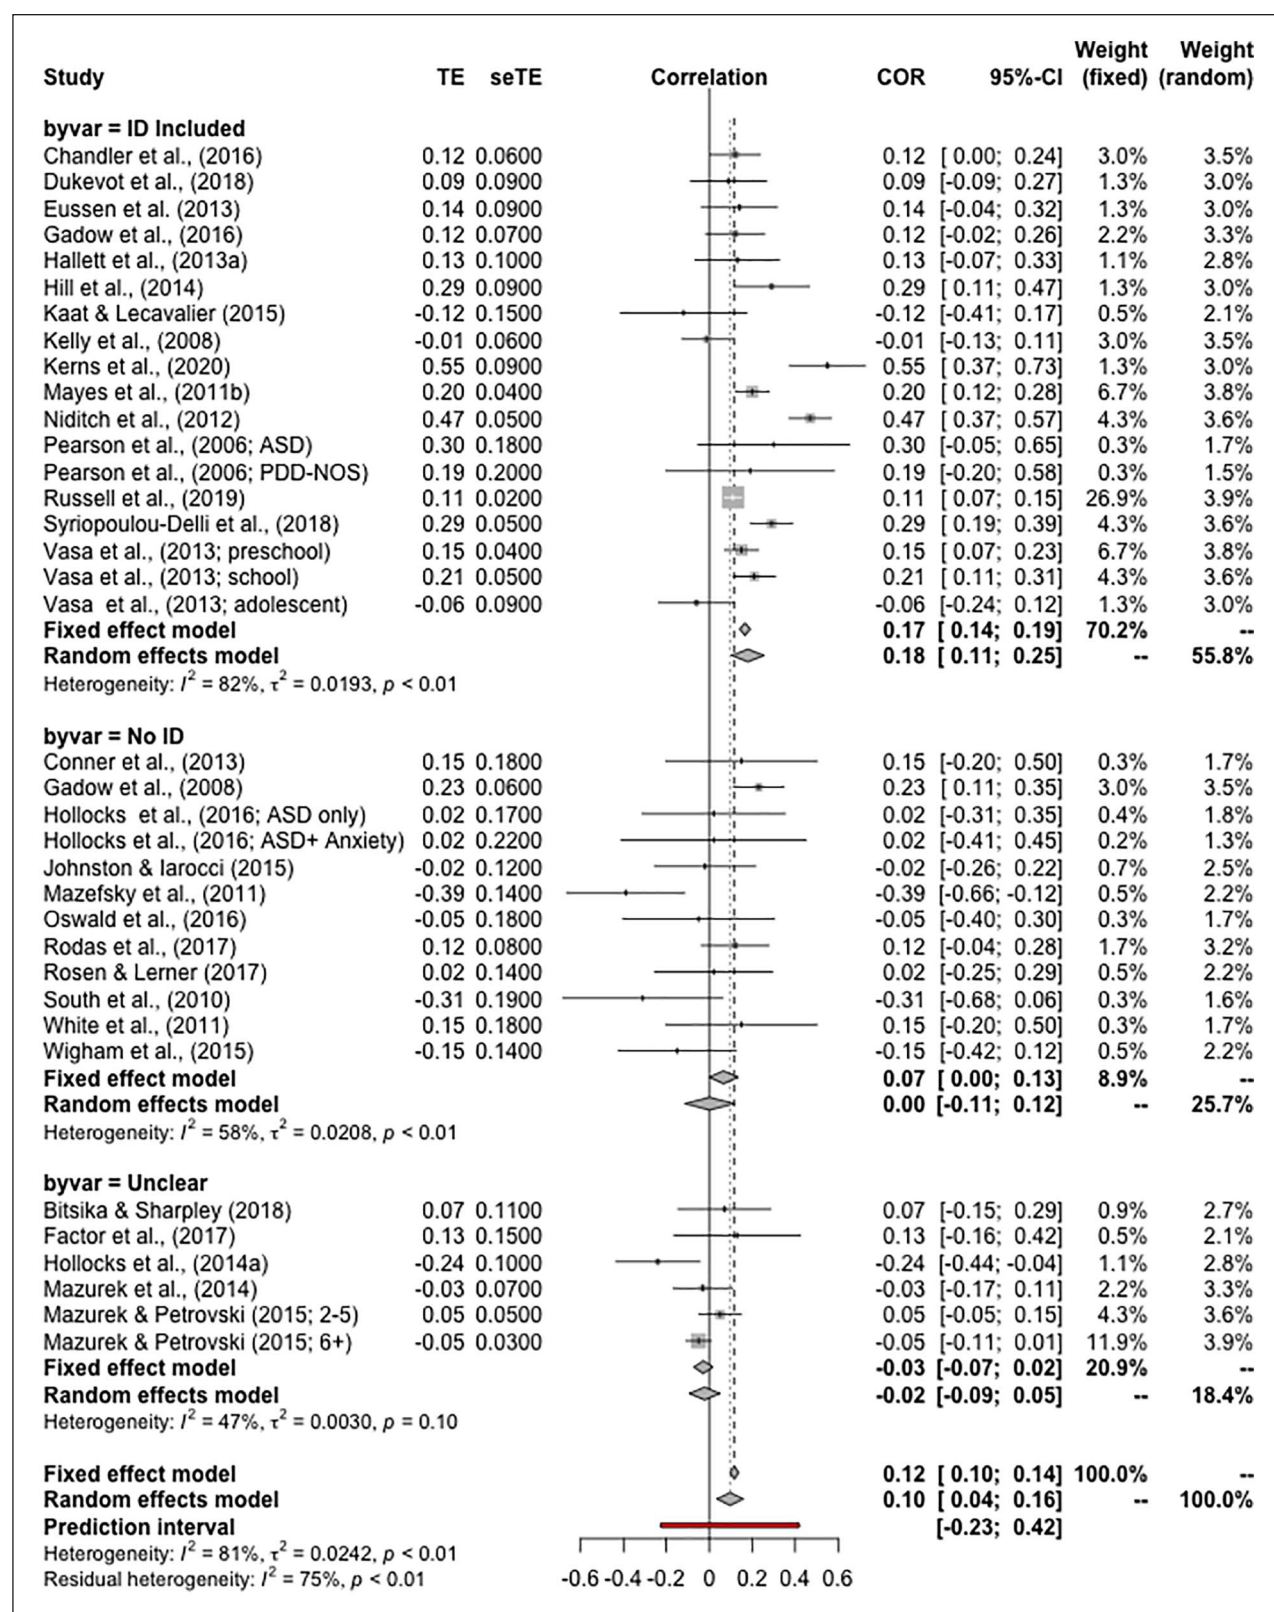 Weight Weight
Study TE seTE Correlation COR 95%-CI (fixed) (random)
byvar = ID Included
Chandler et al., (2016) 0.12 0.0600 0.12 [ 0.00; 0.24] 3.0% 3.5%
Dukevot et al., (2018) 0.09 0.0900 0.09 [-0.09; 0.27] 1.3% 3.0%
Eussen et al. (2013) 0.14 0.0900 0.14 [-0.04; 0.32] 1.3% 3.0%
Gadow et al., (2016) 0.12 0.0700 0.12 [-0.02; 0.26] 2.2% 3.3%
Hallett et al., (2013a) 0.13 0.1000 0.13 [-0.07; 0.33] 1.1% 2.8%
Hill et al., (2014) 0.29 0.0900 0.29 [ 0.11; 0.47] 1.3% 3.0%
Kaat & Lecavalier (2015) -0.12 0.1500 -0.12 [-0.41; 0.17] 0.5% 2.1%
Kelly et al., (2008) -0.01 0.0600 -0.01 [-0.13; 0.11] 3.0% 3.5%
Kerns et al., (2020) 0.55 0.0900 0.55 [ 0.37; 0.73] 1.3% 3.0%
Mayes et al., (2011b) 0.20 0.0400 0.20 [ 0.12; 0.28] 6.7% 3.8%
Niditch et al., (2012) 0.47 0.0500 0.47 [ 0.37; 0.57] 4.3% 3.6%
Pearson et al., (2006; ASD) 0.30 0.1800 0.30 [-0.05; 0.65] 0.3% 1.7%
Pearson et al., (2006; PDD-NOS) 0.19 0.2000 0.19 [-0.20; 0.58] 0.3% 1.5%
Russell et al., (2019) 0.11 0.0200 0.11 [ 0.07; 0.15] 26.9% 3.9%
Syriopoulou-Delli et al., (2018) 0.29 0.0500 0.29 [ 0.19; 0.39] 4.3% 3.6%
Vasa et al., (2013; preschool) 0.15 0.0400 0.15 [ 0.07; 0.23] 6.7% 3.8%
Vasa et al., (2013; school) 0.21 0.0500 0.21 [ 0.11; 0.31] 4.3% 3.6%
Vasa et al., (2013; adolescent) -0.06 0.0900 -0.06 [-0.24; 0.12] 1.3% 3.0%
Fixed effect model 0.17 [ 0.14; 0.19] 70.2% --
Random effects model 0.18 [ 0.11; 0.25] -- 55.8%
Heterogeneity: I² = 82%, τ² = 0.0193, p < 0.01
byvar = No ID
Conner et al., (2013) 0.15 0.1800 0.15 [-0.20; 0.50] 0.3% 1.7%
Gadow et al., (2008) 0.23 0.0600 0.23 [ 0.11; 0.35] 3.0% 3.5%
Hollocks et al., (2016; ASD only) 0.02 0.1700 0.02 [-0.31; 0.35] 0.4% 1.8%
Hollocks et al., (2016; ASD+ Anxiety) 0.02 0.2200 0.02 [-0.41; 0.45] 0.2% 1.3%
Johnston & Iarocci (2015) -0.02 0.1200 -0.02 [-0.26; 0.22] 0.7% 2.5%
Mazefsky et al., (2011) -0.39 0.1400 -0.39 [-0.66; -0.12] 0.5% 2.2%
Oswald et al., (2016) -0.05 0.1800 -0.05 [-0.40; 0.30] 0.3% 1.7%
Rodas et al., (2017) 0.12 0.0800 0.12 [-0.04; 0.28] 1.7% 3.2%
Rosen & Lerner (2017) 0.02 0.1400 0.02 [-0.25; 0.29] 0.5% 2.2%
South et al., (2010) -0.31 0.1900 -0.31 [-0.68; 0.06] 0.3% 1.6%
White et al., (2011) 0.15 0.1800 0.15 [-0.20; 0.50] 0.3% 1.7%
Wigham et al., (2015) -0.15 0.1400 -0.15 [-0.42; 0.12] 0.5% 2.2%
Fixed effect model 0.07 [ 0.00; 0.13] 8.9% --
Random effects model 0.00 [-0.11; 0.12] -- 25.7%
Heterogeneity: I² = 58%, τ² = 0.0208, p < 0.01
byvar = Unclear
Bitsika & Sharpley (2018) 0.07 0.1100 0.07 [-0.15; 0.29] 0.9% 2.7%
Factor et al., (2017) 0.13 0.1500 0.13 [-0.16; 0.42] 0.5% 2.1%
Hollocks et al., (2014a) -0.24 0.1000 -0.24 [-0.44; -0.04] 1.1% 2.8%
Mazurek et al., (2014) -0.03 0.0700 -0.03 [-0.17; 0.11] 2.2% 3.3%
Mazurek & Petrovski (2015; 2-5) 0.05 0.0500 0.05 [-0.05; 0.15] 4.3% 3.6%
Mazurek & Petrovski (2015; 6+) -0.05 0.0300 -0.05 [-0.11; 0.01] 11.9% 3.9%
Fixed effect model -0.03 [-0.07; 0.02] 20.9% --
Random effects model -0.02 [-0.09; 0.05] -- 18.4%
Heterogeneity: I² = 47%, τ² = 0.0030, p = 0.10
Fixed effect model 0.12 [ 0.10; 0.14] 100.0% --
Random effects model 0.10 [ 0.04; 0.16] -- 100.0%
Prediction interval [-0.23; 0.42]
Heterogeneity: I² = 81%, τ² = 0.0242, p < 0.01
Residual heterogeneity: I² = 75%, p < 0.01 -0.6 -0.4 -0.2 0 0.2 0.4 0.6